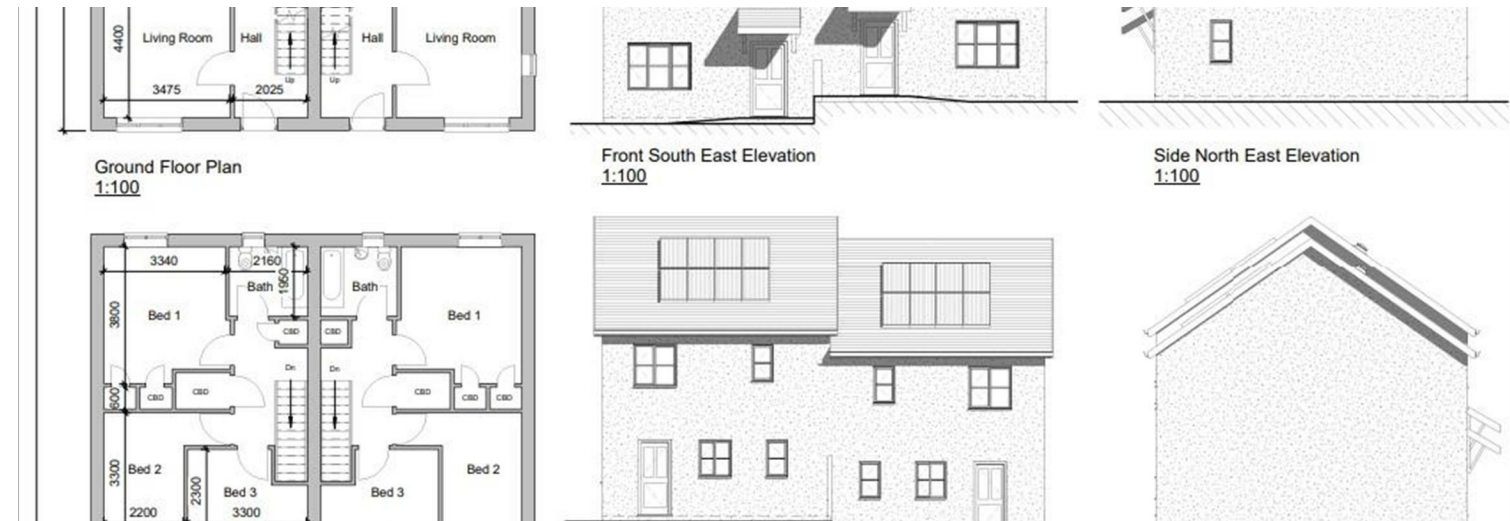 4400
Living Room
Hall
Hall
Living Room
Up
Up
3475
2025
Ground Floor Plan
1:100
Front South East Elevation
1:100
Side North East Elevation
1:100
3340
2160
1950
Bath
Bath
3800
Bed 1
Bed 1
CBD
CBD
Dn
Dn
600
CBD
CBD
CBD
CBD
CBD
3300
Bed 2
2300
Bed 3
Bed 3
Bed 2
2200
3300